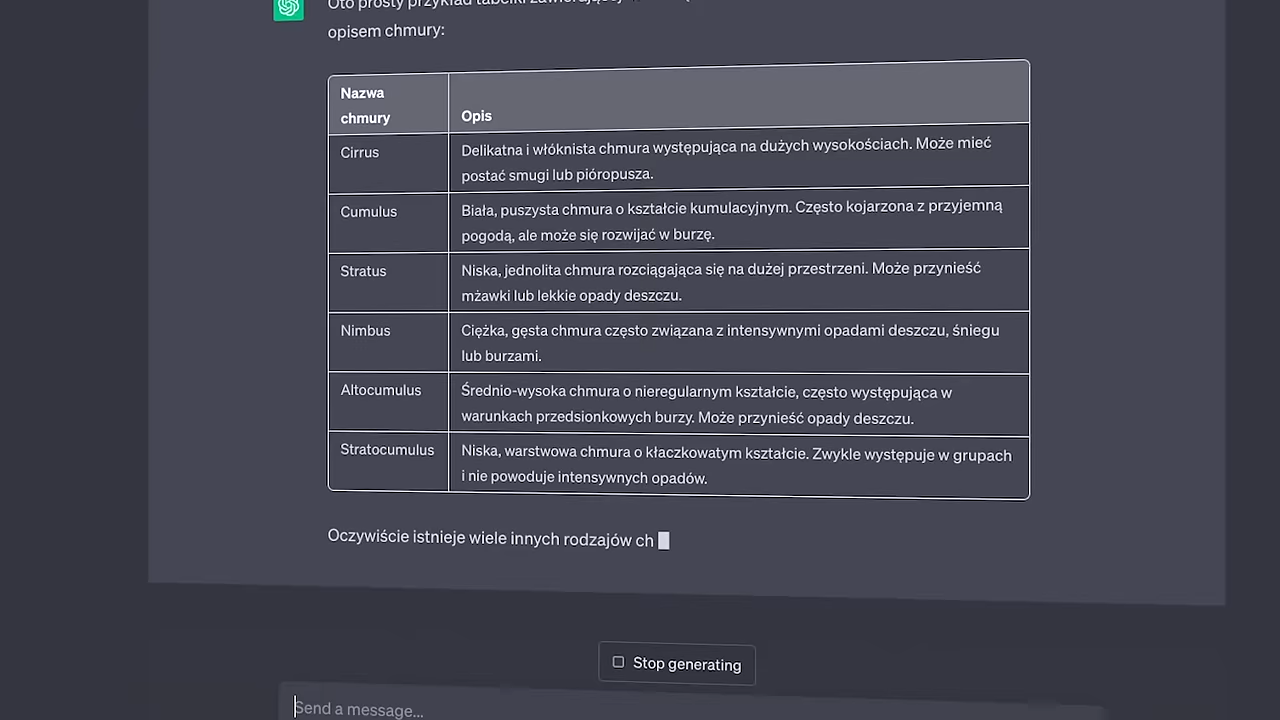 Oto prosty przykład tabelki zawierającej
opisem chmury:
Nazwa
chmury
Opis
Cirrus
Delikatna i włóknista chmura występująca na dużych wysokościach. Może mieć
postać smugi lub pióropusza.
Cumulus
Biała, puszysta chmura o kształcie kumulacyjnym. Często kojarzona z przyjemną
pogodą, ale może się rozwijać w burzę.
Stratus
Niska, jednolita chmura rozciągająca się na dużej przestrzeni. Może przynieść
mżawki lub lekkie opady deszczu.
Nimbus
Ciężka, gęsta chmura często związana z intensywnymi opadami deszczu, śniegu
lub burzami.
Altocumulus
Średnio-wysoka chmura o nieregularnym kształcie, często występująca w
warunkach przedsionkowych burzy. Może przynieść opady deszczu.
Stratocumulus
Niska, warstwowa chmura o kłaczkowatym kształcie. Zwykle występuje w grupach
i nie powoduje intensywnych opadów.
Oczywiście istnieje wiele innych rodzajów ch
Stop generating
Send a message...